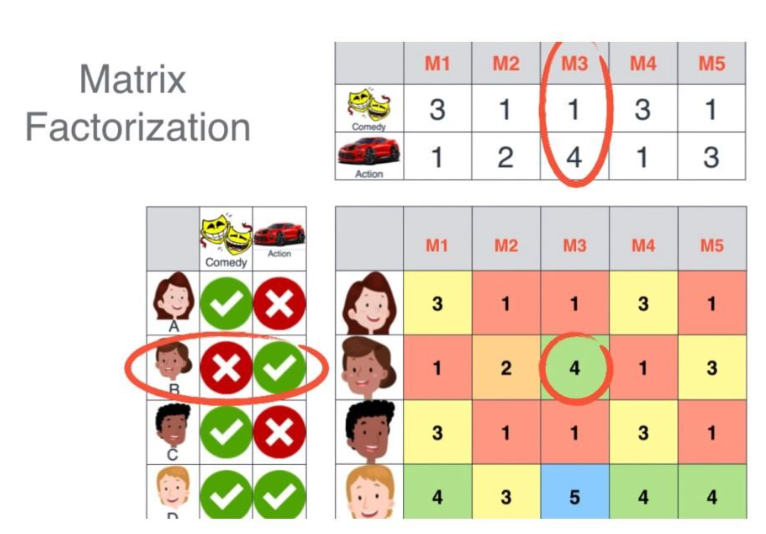 Matrix
Factorization
M1 M2 M3 M4 M5
Comedy 3 1 1 3 1
Action 1 2 4 1 3
Comedy Action
A
B
C
D
M1 M2 M3 M4 M5
3 1 1 3 1
1 2 4 1 3
3 1 1 3 1
4 3 5 4 4